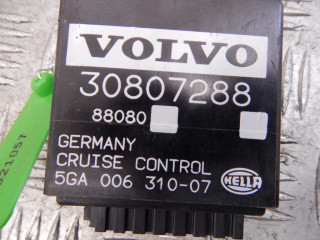 VOLVO
30807288
88080
GERMANY
CRUISE CONTROL
5GA 006 310-07
HELLA